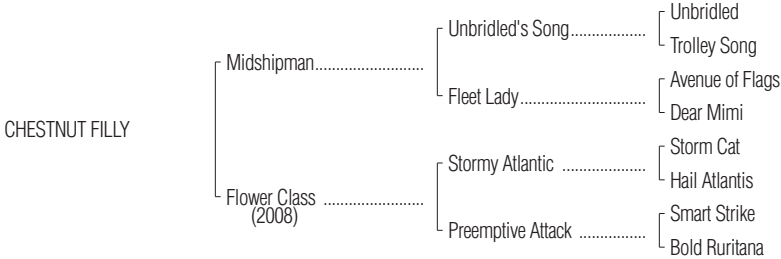 Unbridled
Unbridled's Song..................
Trolley Song
Midshipman..........................
Avenue of Flags
Fleet Lady..............................
Dear Mimi
CHESTNUT FILLY
Storm Cat
Stormy Atlantic ....................
Hail Atlantis
Flower Class ........................
(2008)
Smart Strike
Preemptive Attack ................
Bold Ruritana